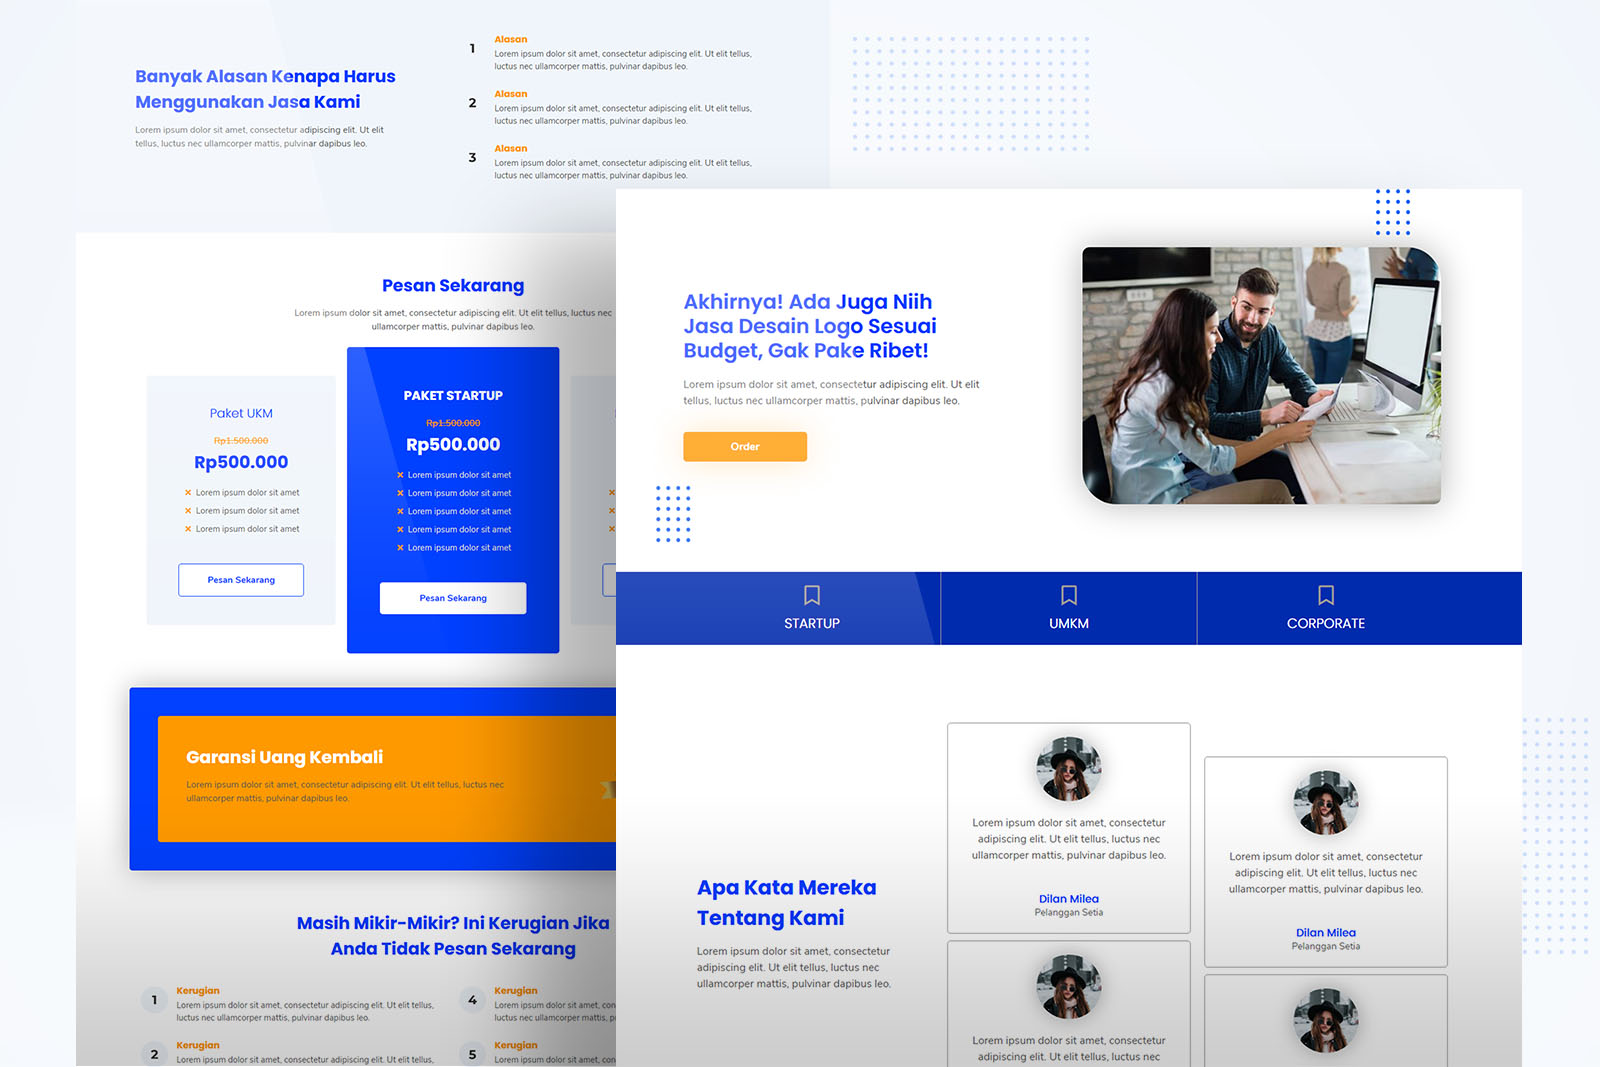 Banyak Alasan Kenapa Harus
Menggunakan Jasa Kami
Lorem ipsum dolor sit amet, consectetur adipiscing elit. Ut elit
tellus, luctus nec ullamcorper mattis, pulvinar dapibus leo.
1
Alasan
Lorem ipsum dolor sit amet, consectetur adipiscing elit. Ut elit tellus,
luctus nec ullamcorper mattis, pulvinar dapibus leo.
2
Alasan
Lorem ipsum dolor sit amet, consectetur adipiscing elit. Ut elit tellus,
luctus nec ullamcorper mattis, pulvinar dapibus leo.
3
Alasan
Lorem ipsum dolor sit amet, consectetur adipiscing elit. Ut elit tellus,
luctus nec ullamcorper mattis, pulvinar dapibus leo.
Pesan Sekarang
Lorem ipsum dolor sit amet, consectetur adipiscing elit. Ut elit tellus, luctus nec
ullamcorper mattis, pulvinar dapibus leo.
Paket UKM
Rp1.500.000
Rp500.000
Lorem ipsum dolor sit amet
Lorem ipsum dolor sit amet
Lorem ipsum dolor sit amet
Pesan Sekarang
PAKET STARTUP
Rp1.500.000
Rp500.000
Lorem ipsum dolor sit amet
Lorem ipsum dolor sit amet
Lorem ipsum dolor sit amet
Lorem ipsum dolor sit amet
Lorem ipsum dolor sit amet
Pesan Sekarang
Garansi Uang Kembali
Lorem ipsum dolor sit amet, consectetur adipiscing elit. Ut elit tellus, luctus nec
ullamcorper mattis, pulvinar dapibus leo.
Masih Mikir-Mikir? Ini Kerugian Jika
Anda Tidak Pesan Sekarang
1
Kerugian
Lorem ipsum dolor sit amet, consectetur adipiscing elit. Ut elit tellus,
luctus nec ullamcorper mattis, pulvinar dapibus leo.
2
Kerugian
Lorem ipsum dolor sit amet, consectetur adipiscing elit. Ut elit tellus,
4
Kerugian
Lorem ipsum dolor sit amet, con
luctus nec ullamcorper mattis, pu
5
Kerugian
Lorem ipsum dolor sit amet, con
Akhirnya! Ada Juga Niih
Jasa Desain Logo Sesuai
Budget, Gak Pake Ribet!
Lorem ipsum dolor sit amet, consectetur adipiscing elit. Ut elit
tellus, luctus nec ullamcorper mattis, pulvinar dapibus leo.
Order
STARTUP
UMKM
CORPORATE
Apa Kata Mereka
Tentang Kami
Lorem ipsum dolor sit amet, consectetur
adipiscing elit. Ut elit tellus, luctus nec
ullamcorper mattis, pulvinar dapibus leo.
Lorem ipsum dolor sit amet, consectetur
adipiscing elit. Ut elit tellus, luctus nec
ullamcorper mattis, pulvinar dapibus leo.
Dilan Milea
Pelanggan Setia
Lorem ipsum dolor sit amet, consectetur
adipiscing elit. Ut elit tellus, luctus nec
Lorem ipsum dolor sit amet, consectetur
adipiscing elit. Ut elit tellus, luctus nec
ullamcorper mattis, pulvinar dapibus leo.
Dilan Milea
Pelanggan Setia